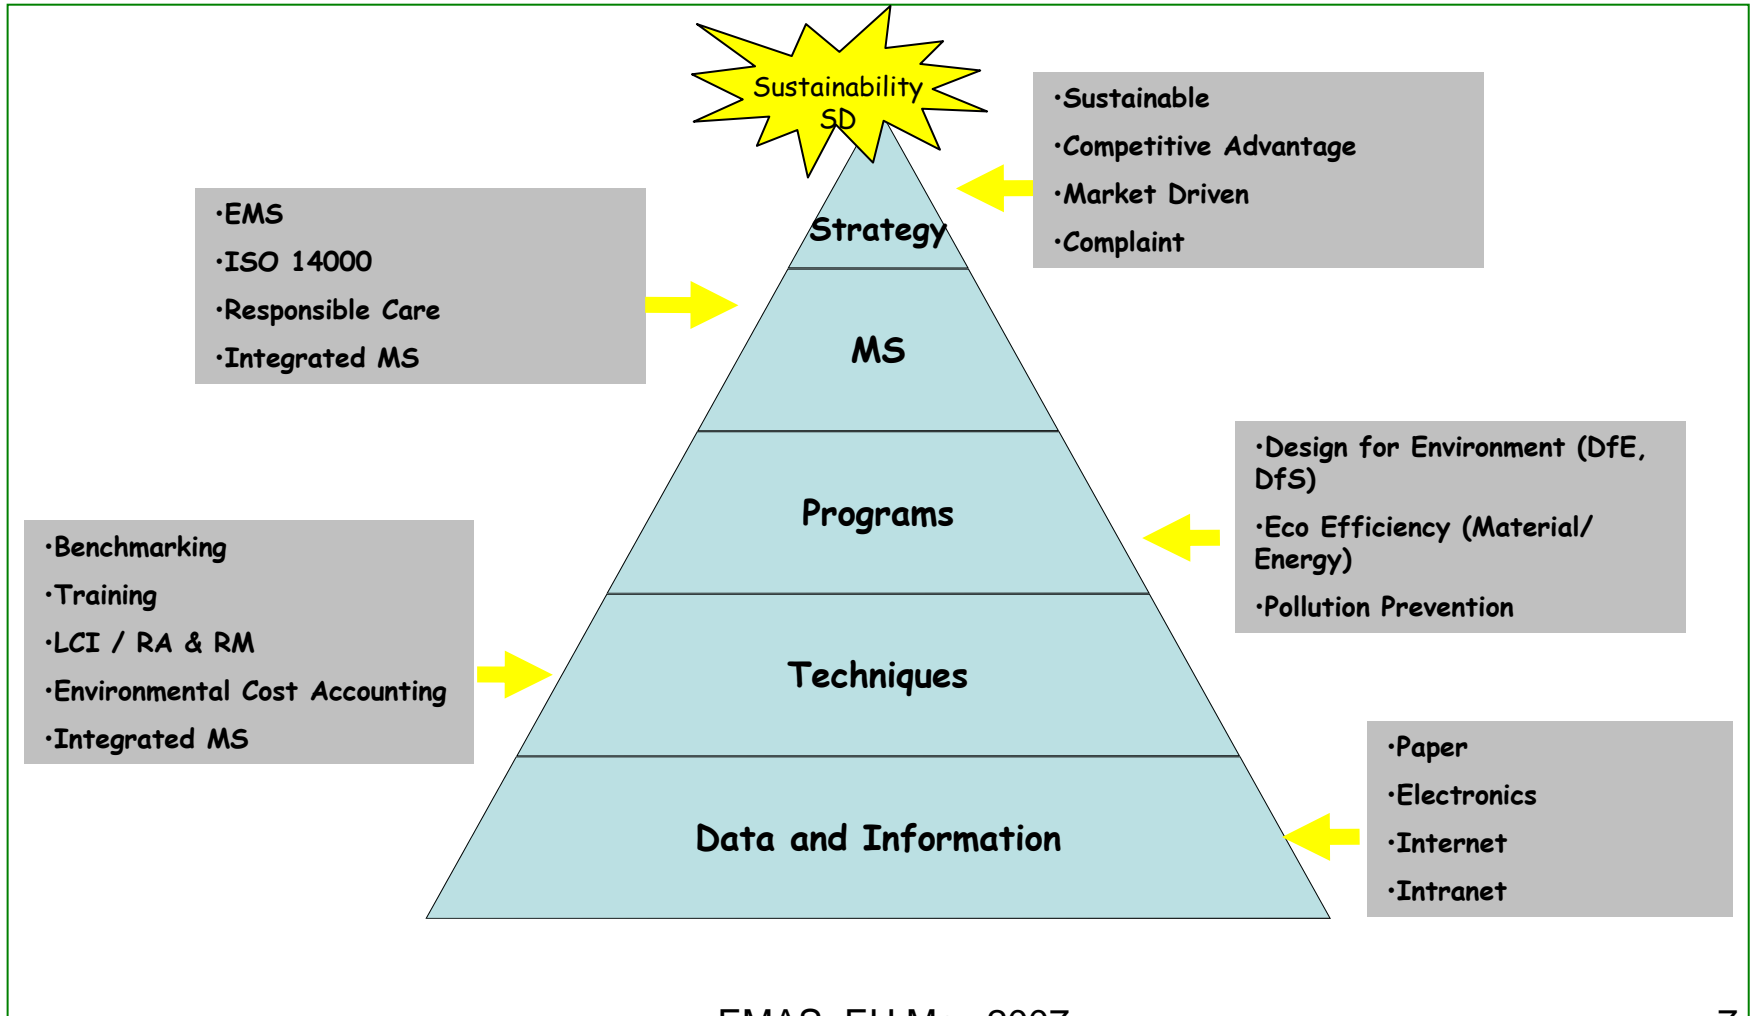 Sustainability
SD
•Sustainable
•Competitive Advantage
•Market Driven
•Complaint
Strategy
•EMS
•ISO 14000
•Responsible Care
•Integrated MS
MS
•Design for Environment (DfE,
DfS)
•Eco Efficiency (Material/
Energy)
•Pollution Prevention
Programs
•Benchmarking
•Training
•LCI / RA & RM
•Environmental Cost Accounting
•Integrated MS
Techniques
•Paper
•Electronics
•Internet
•Intranet
Data and Information
2007
7